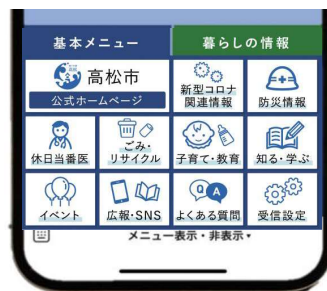 基本メニュー
暮らしの情報
高松市
公式ホームページ
新型コロナ
関連情報
防災情報
休日当番医
ごみ・
リサイクル
子育て・教育
知る・学ぶ
イベント
広報・SNS
Q A
よくある質問
受信設定
メニュー表示・非表示▾